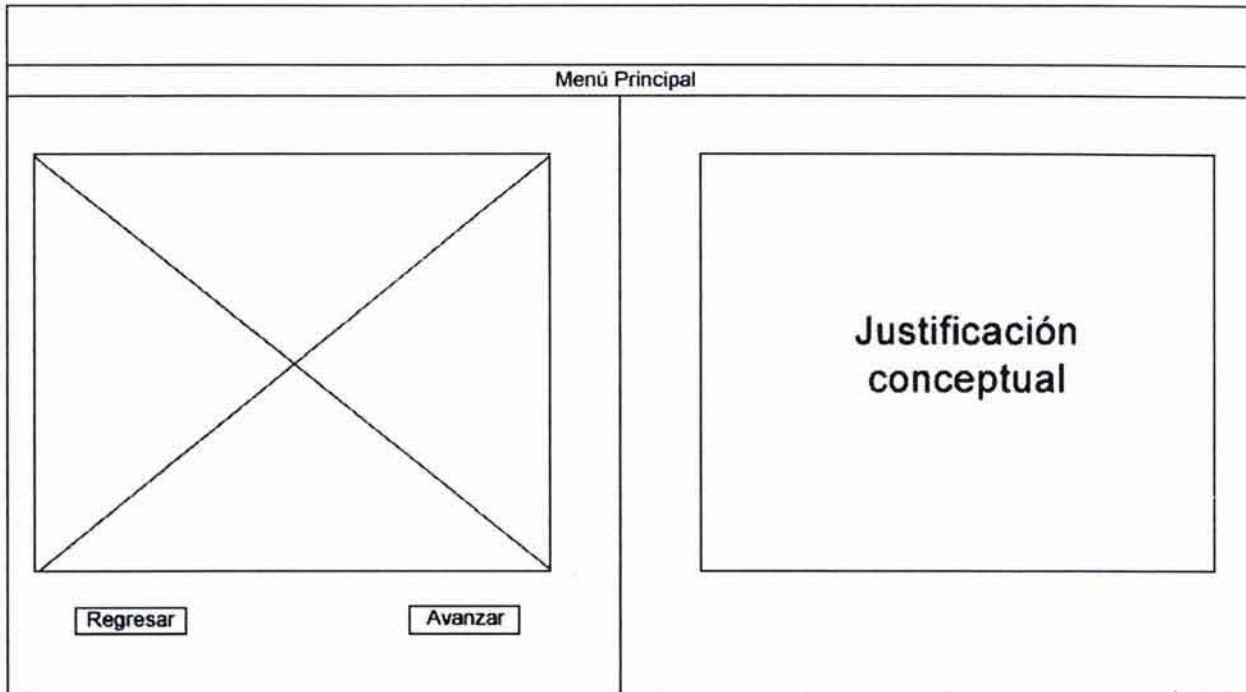 Menú Principal
Justificación
conceptual
Regresar
Avanzar